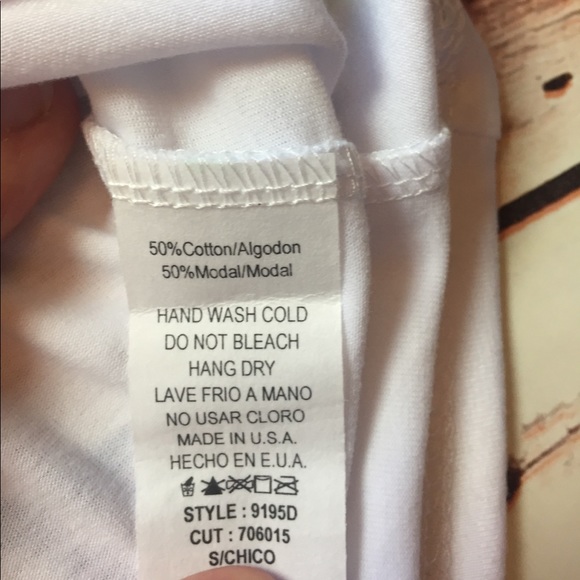 50%Cotton/Algodon
50%Modal/Modal
HAND WASH COLD
DO NOT BLEACH
HANG DRY
LAVE FRIO A MANO
NO USAR CLORO
MADE IN U.S.A.
HECHO EN E.U.A.
STYLE : 9195D
CUT : 706015
S/CHICO